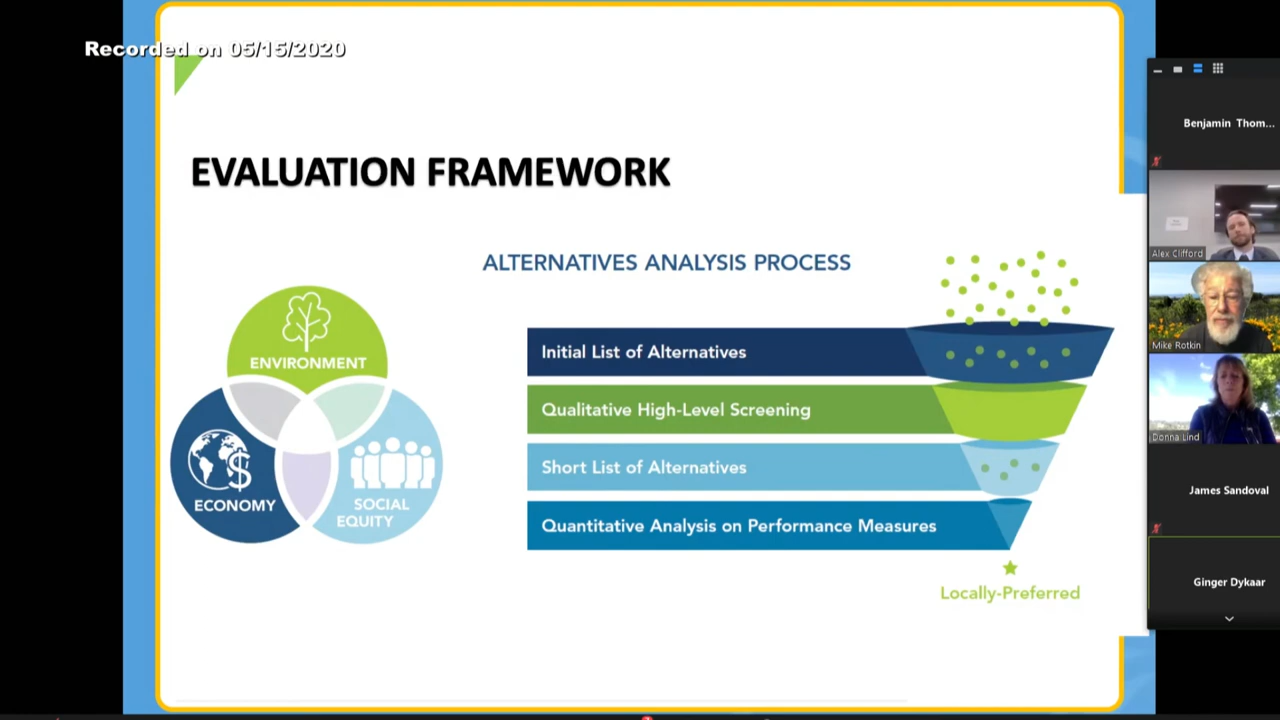 Recorded on 05/15/2020
EVALUATION FRAMEWORK
ALTERNATIVES ANALYSIS PROCESS
ENVIRONMENT
ECONOMY
SOCIAL
EQUITY
$
Initial List of Alternatives
Qualitative High-Level Screening
Short List of Alternatives
Quantitative Analysis on Performance Measures
Locally-Preferred
Benjamin Thom...
Alex Clifford
Mike Rotkin
Donna Lind
James Sandoval
Ginger Dykaar